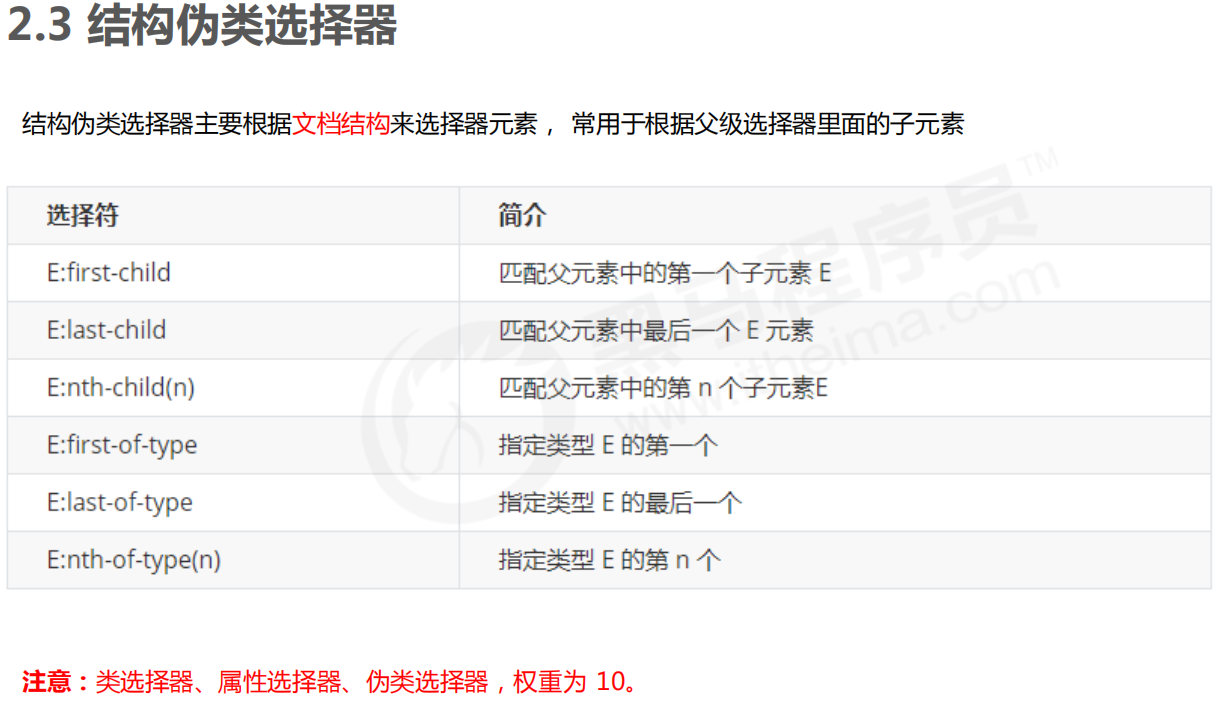 2.3 结构伪类选择器
结构伪类选择器主要根据文档结构来选择器元素， 常用于根据父级选择器里面的子元素
选择符 简介
E:first-child 匹配父元素中的第一个子元素 E
E:last-child 匹配父元素中最后一个 E 元素
E:nth-child(n) 匹配父元素中的第 n 个子元素E
E:first-of-type 指定类型 E 的第一个
E:last-of-type 指定类型 E 的最后一个
E:nth-of-type(n) 指定类型 E 的第 n 个
黑马程序员™
www.itheima.com
注意：类选择器、属性选择器、伪类选择器，权重为 10。